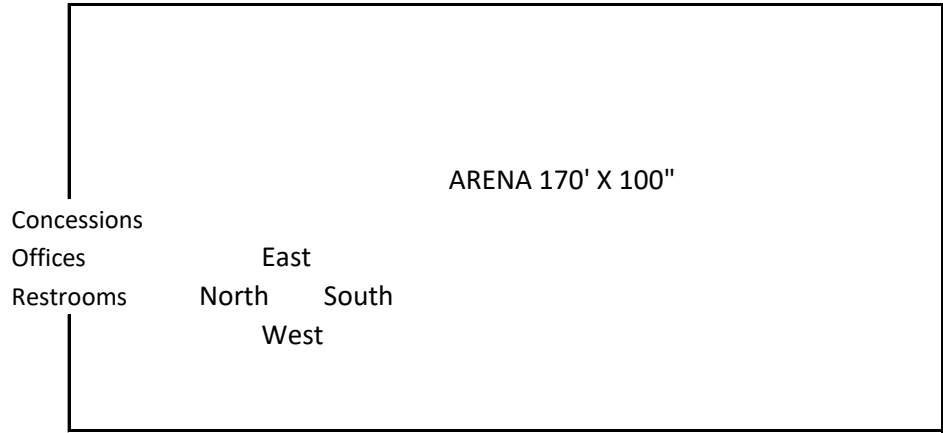 ARENA 170' X 100"
Concessions
Offices East
Restrooms North South
West